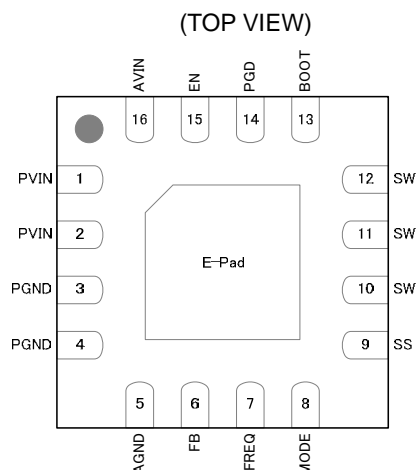 (TOP VIEW)
AVIN EN PGD BOOT
16 15 14 13
PVIN 1 12 SW
PVIN 2 11 SW
E-Pad
PGND 3 10 SW
PGND 4 9 SS
5 6 7 8
AGND FB FREQ MODE